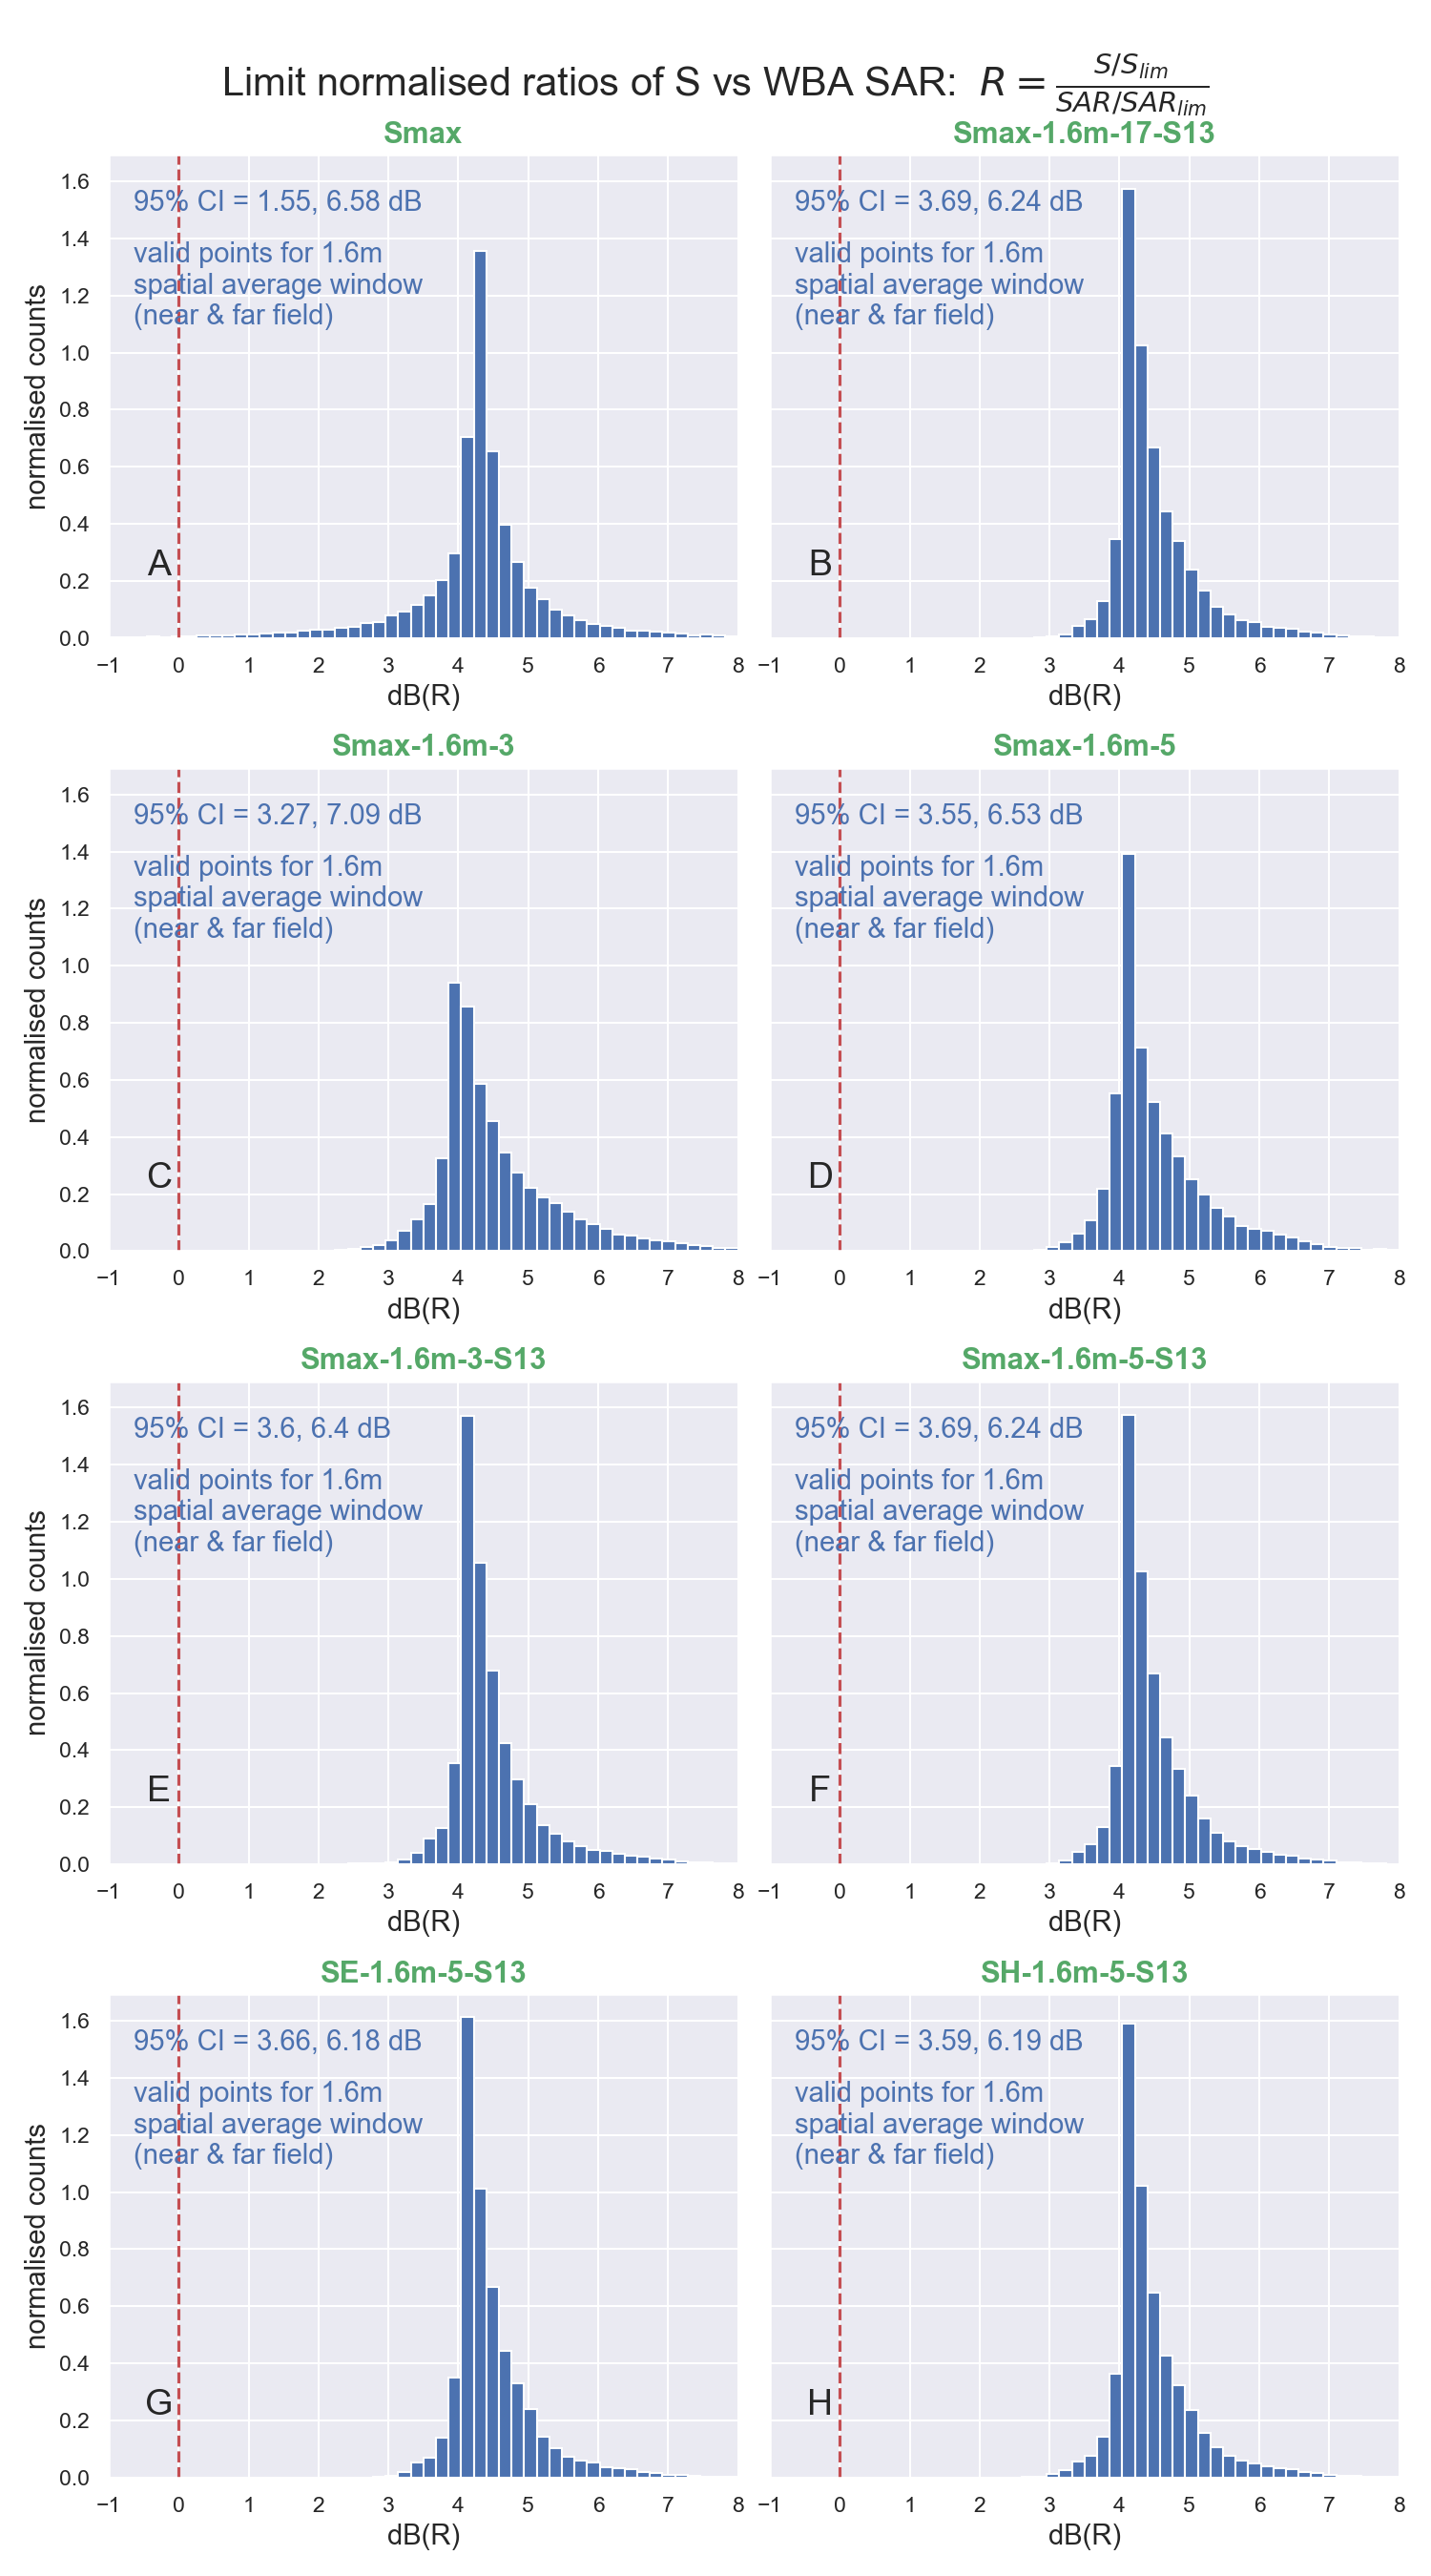 Limit normalised ratios of S vs WBA SAR: R = \frac{S/S_{lim}}{SAR/SAR_{lim}}
Smax
95% CI = 1.55, 6.58 dB
valid points for 1.6m
spatial average window
(near & far field)
A
normalised counts
1.6
1.4
1.2
1.0
0.8
0.6
0.4
0.2
0.0
−1 0 1 2 3 4 5 6 7 8
dB(R)
Smax-1.6m-17-S13
95% CI = 3.69, 6.24 dB
valid points for 1.6m
spatial average window
(near & far field)
B
−1 0 1 2 3 4 5 6 7 8
dB(R)
Smax-1.6m-3
95% CI = 3.27, 7.09 dB
valid points for 1.6m
spatial average window
(near & far field)
C
normalised counts
1.6
1.4
1.2
1.0
0.8
0.6
0.4
0.2
0.0
−1 0 1 2 3 4 5 6 7 8
dB(R)
Smax-1.6m-5
95% CI = 3.55, 6.53 dB
valid points for 1.6m
spatial average window
(near & far field)
D
−1 0 1 2 3 4 5 6 7 8
dB(R)
Smax-1.6m-3-S13
95% CI = 3.6, 6.4 dB
valid points for 1.6m
spatial average window
(near & far field)
E
normalised counts
1.6
1.4
1.2
1.0
0.8
0.6
0.4
0.2
0.0
−1 0 1 2 3 4 5 6 7 8
dB(R)
Smax-1.6m-5-S13
95% CI = 3.69, 6.24 dB
valid points for 1.6m
spatial average window
(near & far field)
F
−1 0 1 2 3 4 5 6 7 8
dB(R)
SE-1.6m-5-S13
95% CI = 3.66, 6.18 dB
valid points for 1.6m
spatial average window
(near & far field)
G
normalised counts
1.6
1.4
1.2
1.0
0.8
0.6
0.4
0.2
0.0
−1 0 1 2 3 4 5 6 7 8
dB(R)
SH-1.6m-5-S13
95% CI = 3.59, 6.19 dB
valid points for 1.6m
spatial average window
(near & far field)
H
−1 0 1 2 3 4 5 6 7 8
dB(R)